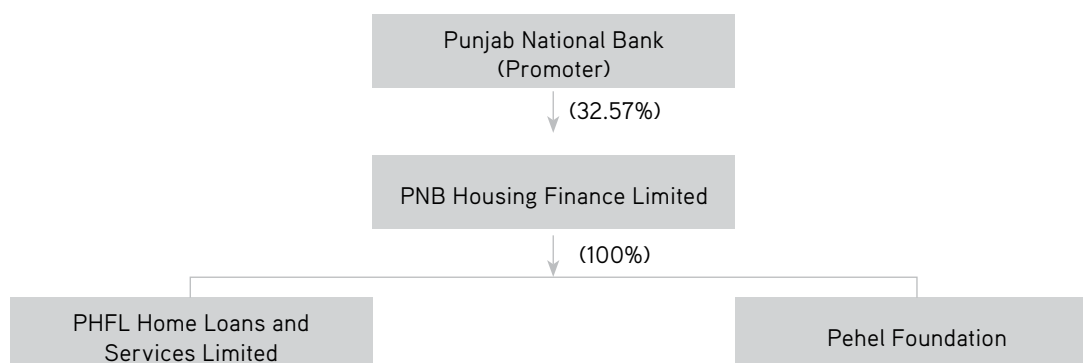 Punjab National Bank
(Promoter)
(32.57%)
PNB Housing Finance Limited
(100%)
PHFL Home Loans and
Services Limited
Pehel Foundation